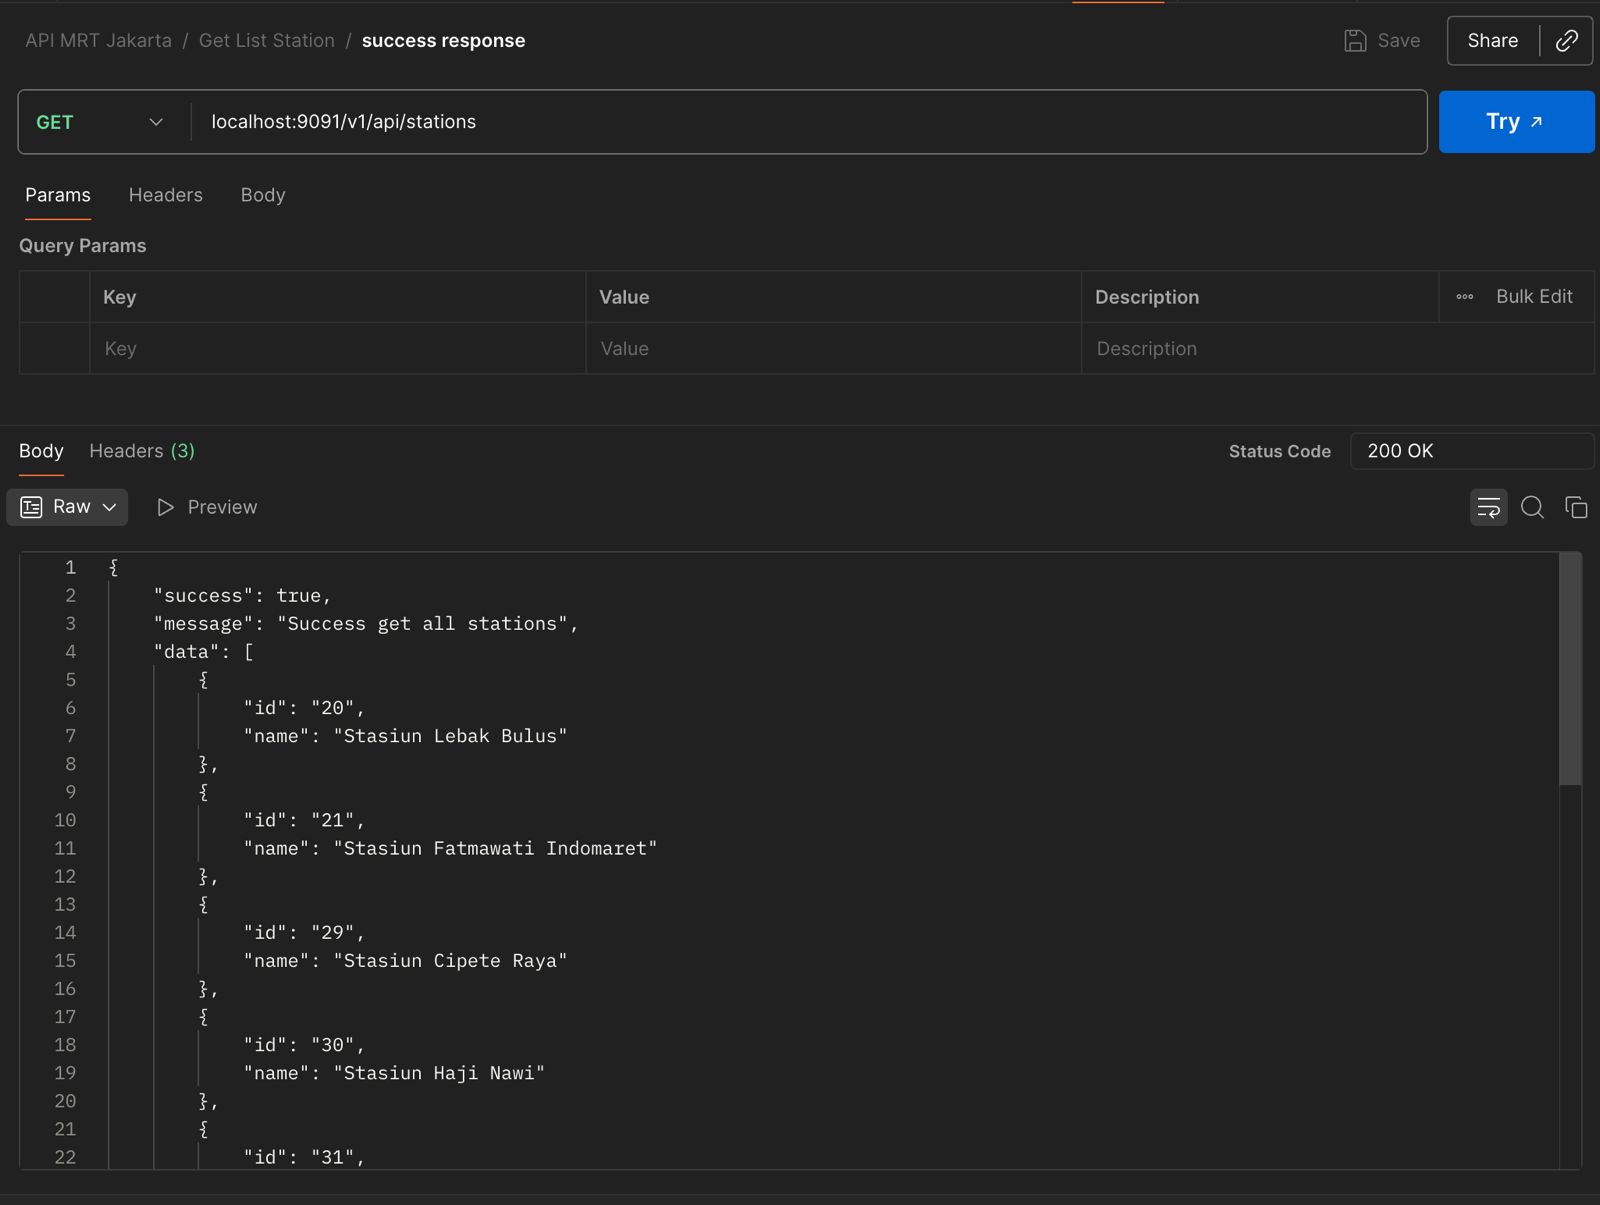 API MRT Jakarta / Get List Station / success response
Save
Share
GET
localhost:9091/v1/api/stations
Try
Params Headers Body
Query Params
Key Value Description Bulk Edit
Key Value Description
Body Headers (3)
Status Code 200 OK
Raw Preview
1 {
2 "success": true,
3 "message": "Success get all stations",
4 "data": [
5 {
6 "id": "20",
7 "name": "Stasiun Lebak Bulus"
8 },
9 {
10 "id": "21",
11 "name": "Stasiun Fatmawati Indomaret"
12 },
13 {
14 "id": "29",
15 "name": "Stasiun Cipete Raya"
16 },
17 {
18 "id": "30",
19 "name": "Stasiun Haji Nawi"
20 },
21 {
22 "id": "31",